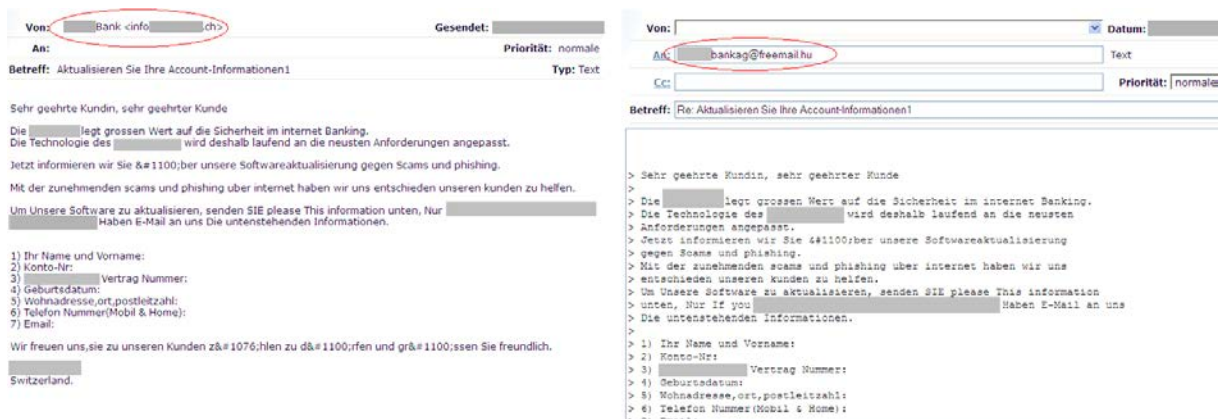 Von: Bank <info .ch> Gesendet:
An: Priorität: normale
Betreff: Aktualisieren Sie Ihre Account-Informationen1 Typ: Text
Sehr geehrte Kundin, sehr geehrter Kunde
Die legt grossen Wert auf die Sicherheit im internet Banking.
Die Technologie des wird deshalb laufend an die neusten Anforderungen angepasst.
Jetzt informieren wir Sie &#1100;ber unsere Softwareaktualisierung gegen Scams und phishing.
Mit der zunehmenden scams und phishing uber internet haben wir uns entschieden unseren kunden zu helfen.
Um Unsere Software zu aktualisieren, senden SIE please This information unten, Nur
Haben E-Mail an uns Die untenstehenden Informationen.
1) Ihr Name und Vorname:
2) Konto-Nr:
3) Vertrag Nummer:
4) Geburtsdatum:
5) Wohnadresse,ort,postleitzahl:
6) Telefon Nummer(Mobil & Home):
7) Email:
Wir freuen uns,sie zu unseren Kunden z&#1076;hlen zu d&#1100;rfen und gr&#1100;ssen Sie freundlich.
Switzerland.
Von: Datum:
An: bankag@freemail.hu Text
Cc: Priorität: normale
Betreff: Re: Aktualisieren Sie Ihre Account-Informationen1
> Sehr geehrte Kundin, sehr geehrter Kunde
>
> Die legt grossen Wert auf die Sicherheit im internet Banking.
> Die Technologie des wird deshalb laufend an die neusten
> Anforderungen angepasst.
> Jetzt informieren wir Sie &#1100;ber unsere Softwareaktualisierung
> gegen Scams und phishing.
> Mit der zunehmenden scams und phishing uber internet haben wir uns
> entschieden unseren kunden zu helfen.
> Um Unsere Software zu aktualisieren, senden SIE please This information
> unten, Nur If you Haben E-Mail an uns
> Die untenstehenden Informationen.
>
> 1) Ihr Name und Vorname:
> 2) Konto-Nr:
> 3) Vertrag Nummer:
> 4) Geburtsdatum:
> 5) Wohnadresse,ort,postleitzahl:
> 6) Telefon Nummer(Mobil & Home):